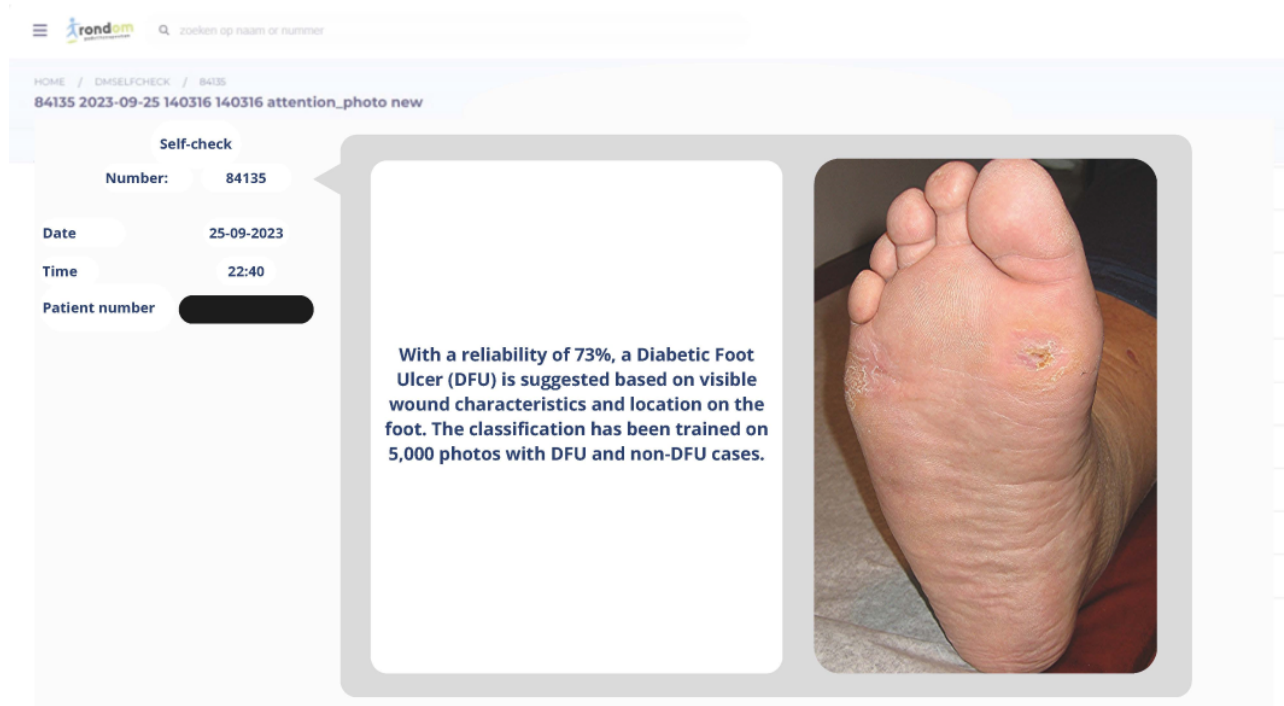 rondom
zoeken op naam or nummer
HOME / DMSELFCHECK / 84135
84135 2023-09-25 140316 140316 attention_photo new
Self-check
Number: 84135
Date 25-09-2023
Time 22:40
Patient number
With a reliability of 73%, a Diabetic Foot
Ulcer (DFU) is suggested based on visible
wound characteristics and location on the
foot. The classification has been trained on
5,000 photos with DFU and non-DFU cases.